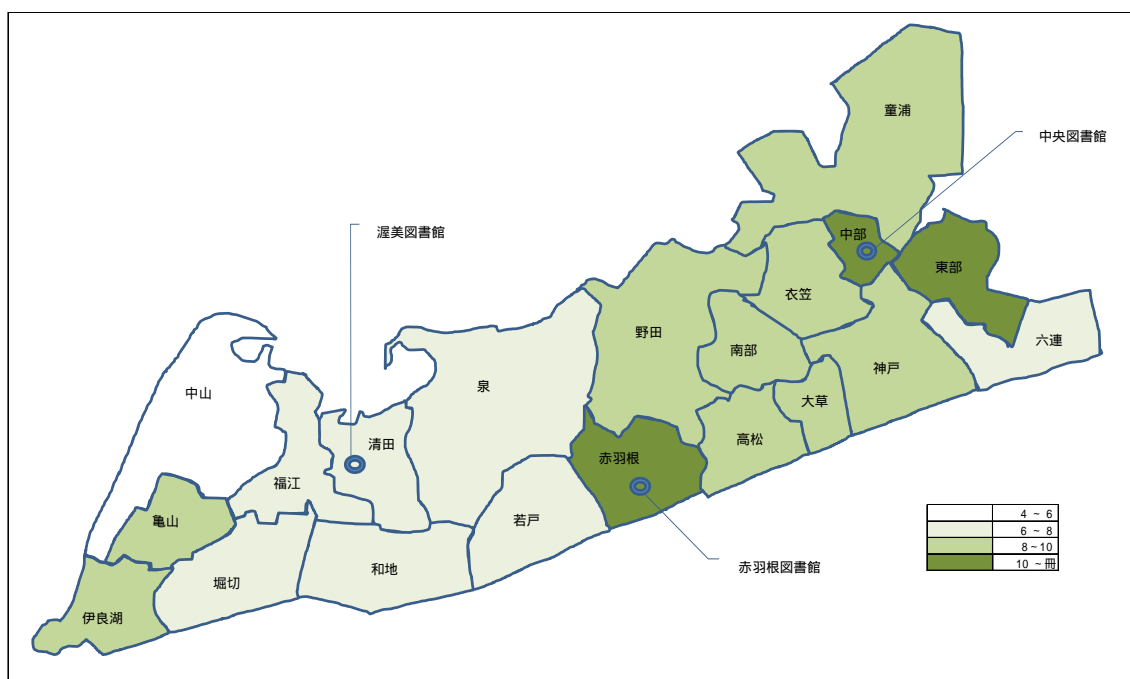 童浦
中央図書館
渥美図書館
中部
東部
衣笠
野田
南部
六連
神戸
泉
中山
大草
清田
高松
赤羽根
福江
亀山
若戸
4 ~ 6
6 ~ 8
8~10
10 ~冊
赤羽根図書館
和地
堀切
伊良湖